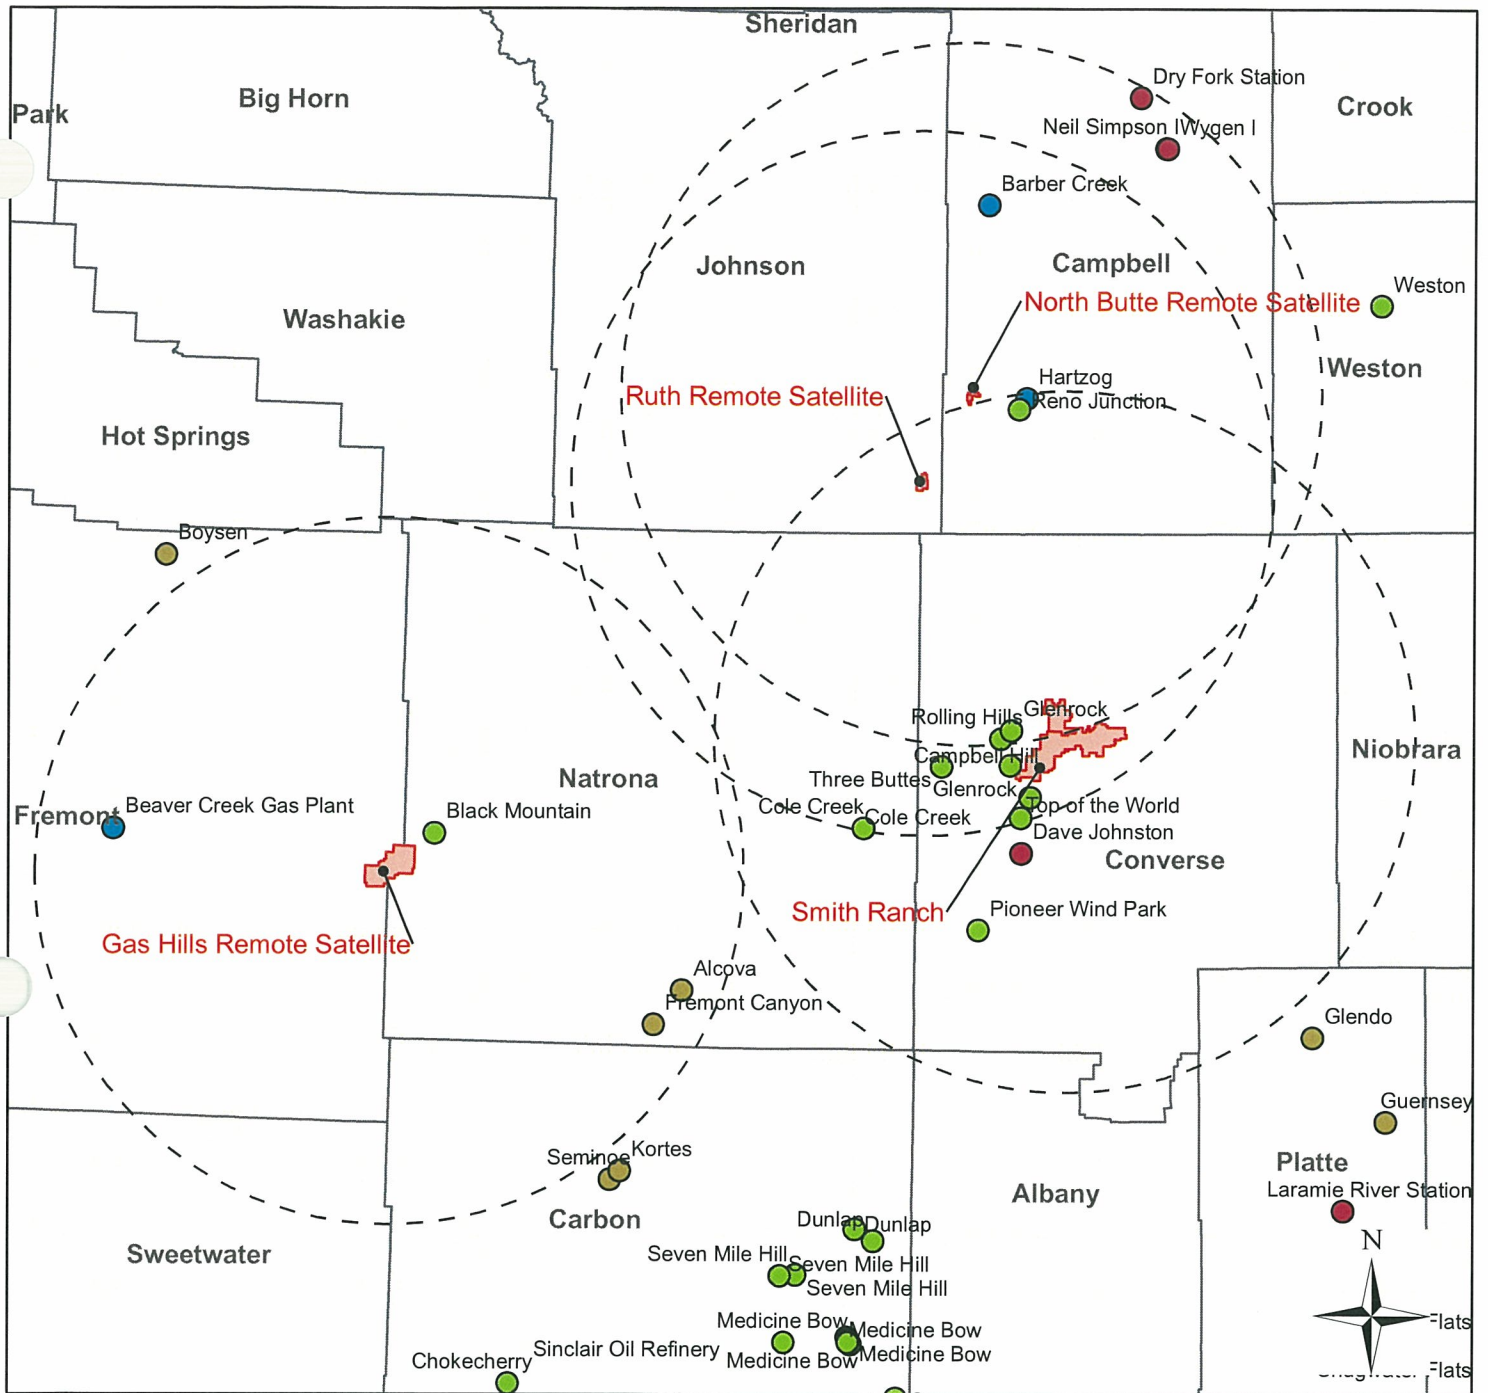 Sheridan
Dry Fork Station
Big Horn
Crook
Park
Neil Simpson I
Wygen I
Barber Creek
Johnson
Campbell
Weston
North Butte Remote Satellite
Washakie
Weston
Hartzog
Ruth Remote Satellite
Reno Junction
Hot Springs
Boysen
Glenrock
Rolling Hills
Niobrara
Campbell Hill
Natrona
Three Buttes
Glenrock
Beaver Creek Gas Plant
Fremont
Black Mountain
Cole Creek
Cole Creek
Top of the World
Dave Johnston
Converse
Smith Ranch
Pioneer Wind Park
Gas Hills Remote Satellite
Alcova
Fremont Canyon
Glendo
Guernsey
Kortes
Seminoe
Platte
Laramie River Station
Albany
Carbon
Dunlap
Dunlap
N
Sweetwater
Seven Mile Hill
Seven Mile Hill
Seven Mile Hill
Medicine Bow
Medicine Bow
Flats
Sinclair Oil Refinery
Medicine Bow
Medicine Bow
Chokecherry
Flats